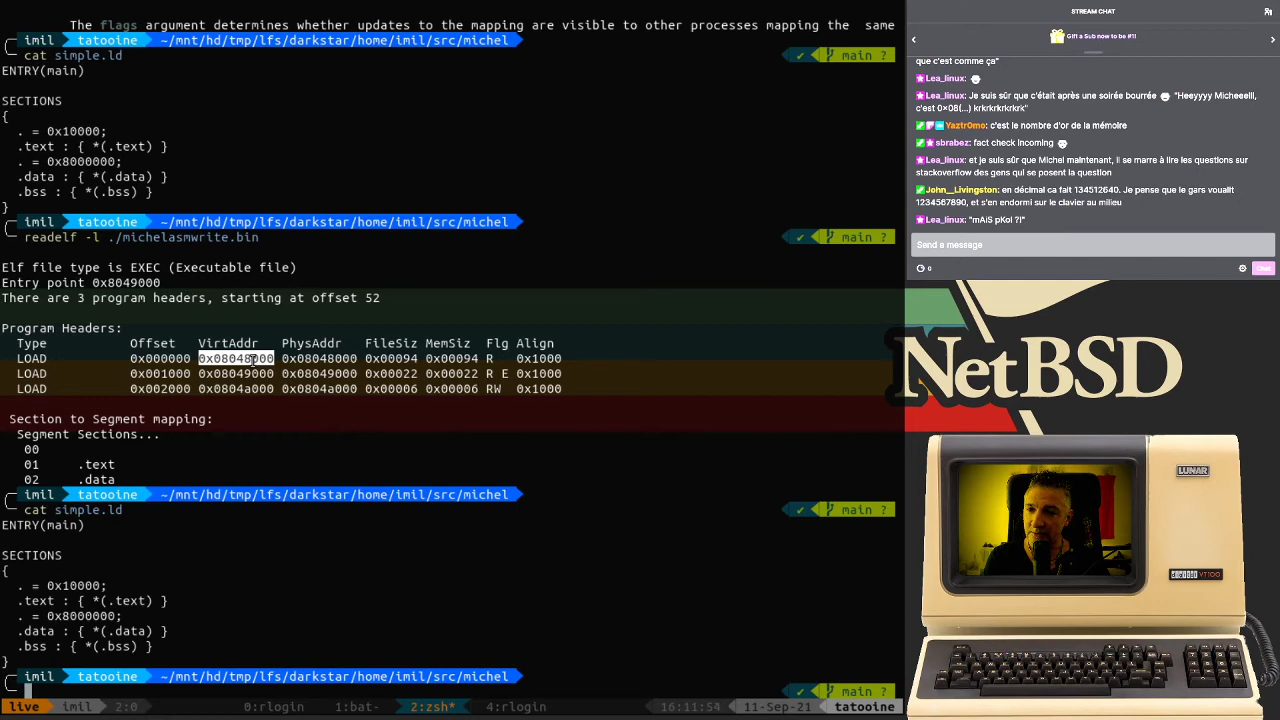 The flags argument determines whether updates to the mapping are visible to other processes mapping the same
imil tatooine ~/mnt/hd/tmp/lfs/darkstar/home/imil/src/michel
cat simple.ld ✔ main ?
ENTRY(main)
SECTIONS
{
. = 0x10000;
.text : { *(.text) }
. = 0x8000000;
.data : { *(.data) }
.bss : { *(.bss) }
}
imil tatooine ~/mnt/hd/tmp/lfs/darkstar/home/imil/src/michel
readelf -l ./michelasmwrite.bin ✔ main ?
Elf file type is EXEC (Executable file)
Entry point 0x8049000
There are 3 program headers, starting at offset 52
Program Headers:
Type Offset VirtAddr PhysAddr FileSiz MemSiz Flg Align
LOAD 0x000000 0x08048000 0x08048000 0x00094 0x00094 R 0x1000
LOAD 0x001000 0x08049000 0x08049000 0x00022 0x00022 R E 0x1000
LOAD 0x002000 0x0804a000 0x0804a000 0x00006 0x00006 RW 0x1000
Section to Segment mapping:
Segment Sections...
00
01 .text
02 .data
imil tatooine ~/mnt/hd/tmp/lfs/darkstar/home/imil/src/michel
cat simple.ld ✔ main ?
ENTRY(main)
SECTIONS
{
. = 0x10000;
.text : { *(.text) }
. = 0x8000000;
.data : { *(.data) }
.bss : { *(.bss) }
}
imil tatooine ~/mnt/hd/tmp/lfs/darkstar/home/imil/src/michel
✔ main ?
live imil 2:0 0:rlogin 1:bat- 2:zsh* 4:rlogin 16:11:54 11-Sep-21 tatooine
STREAM CHAT
Gift a Sub now to be #1!
que c'est comme ça"
Lea_linux:
Lea_linux: Je suis sûr que c'était après une soirée bourrée "Heeyyyy Micheeelll,
c'est 0x08(...) krkrkrkrkrkrk"
Yaztr0mo: c'est le nombre d'or de la mémoire
sbrabez: fact check incoming
Lea_linux: et je suis sûr que Michel maintenant, il se marre à lire les questions sur
stackoverflow des gens qui se posent la question
John__Livingston: en décimal ca fait 134512640. Je pense que le gars voualit
1234567890, et s'en endormi sur le clavier au milieu
Lea_linux: "mAiS pKoI ?!"
Send a message
0
Chat
NetBSD
LUNAR
digital VT100